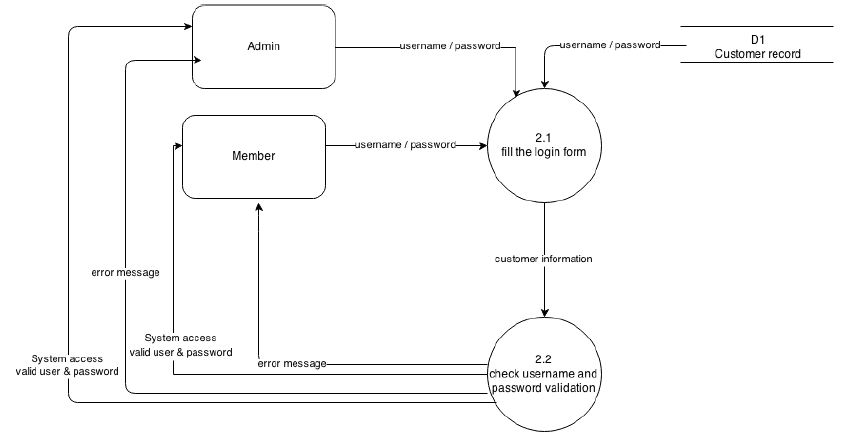 Admin
username / password
username / password
D1
Customer record
2.1
fill the login form
Member
username / password
customer information
error message
System access
valid user & password
System access
valid user & password
error message
2.2
check username and
password validation